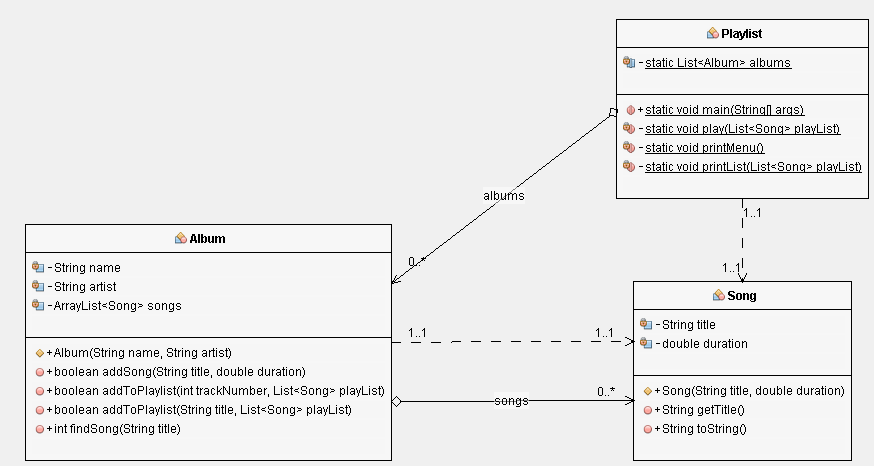 Playlist
- static List<Album> albums
+ static void main(String[] args)
- static void play(List<Song> playList)
- static void printMenu()
- static void printList(List<Song> playList)
albums
0..*
1..1
1..1
Album
- String name
- String artist
- ArrayList<Song> songs
+ Album(String name, String artist)
+ boolean addSong(String title, double duration)
+ boolean addToPlaylist(int trackNumber, List<Song> playList)
+ boolean addToPlaylist(String title, List<Song> playList)
+ int findSong(String title)
1..1
1..1
songs
0..*
Song
- String title
- double duration
+ Song(String title, double duration)
+ String getTitle()
+ String toString()